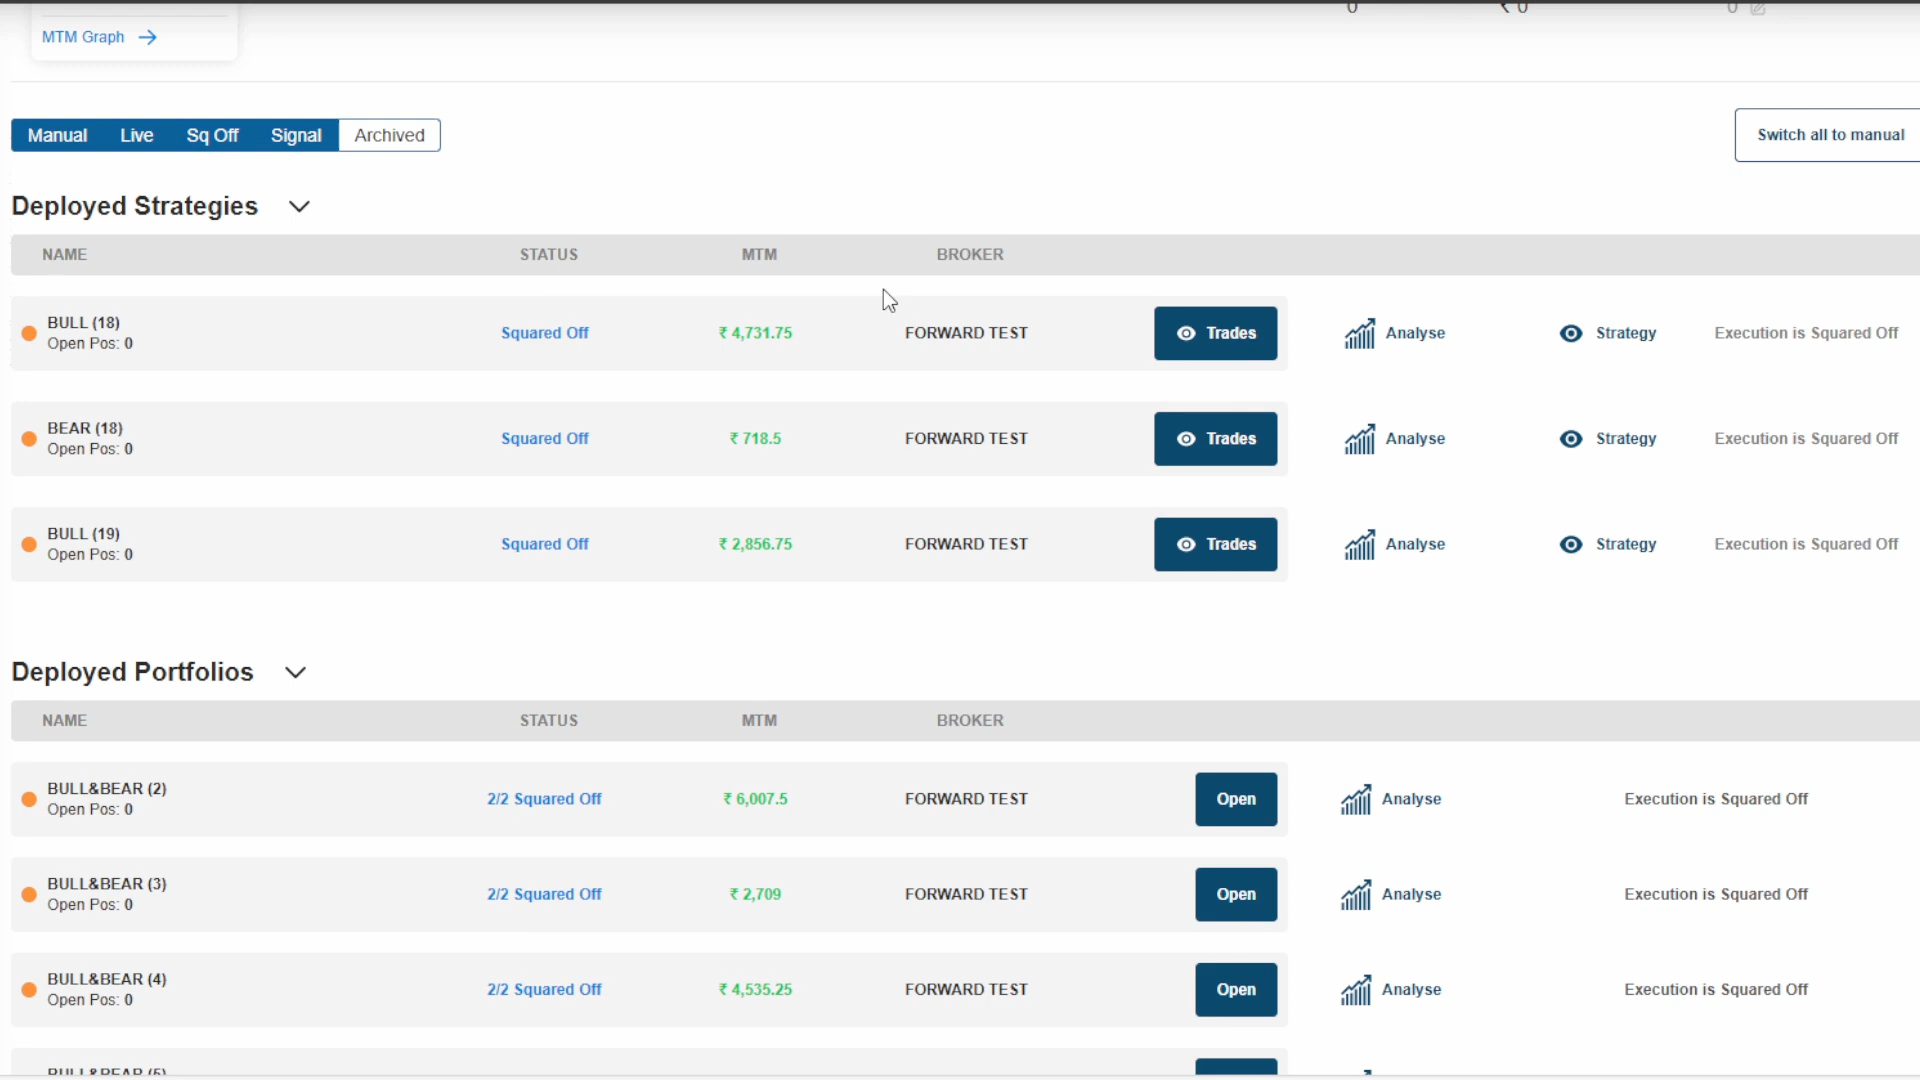 0 ₹ 0 0
MTM Graph
Manual Live Sq Off Signal Archived
Switch all to manual
Deployed Strategies
NAME STATUS MTM BROKER
BULL (18)
Open Pos: 0
Squared Off ₹ 4,731.75 FORWARD TEST Trades Analyse Strategy Execution is Squared Off
BEAR (18)
Open Pos: 0
Squared Off ₹ 718.5 FORWARD TEST Trades Analyse Strategy Execution is Squared Off
BULL (19)
Open Pos: 0
Squared Off ₹ 2,856.75 FORWARD TEST Trades Analyse Strategy Execution is Squared Off
Deployed Portfolios
NAME STATUS MTM BROKER
BULL&BEAR (2)
Open Pos: 0
2/2 Squared Off ₹ 6,007.5 FORWARD TEST Open Analyse Execution is Squared Off
BULL&BEAR (3)
Open Pos: 0
2/2 Squared Off ₹ 2,709 FORWARD TEST Open Analyse Execution is Squared Off
BULL&BEAR (4)
Open Pos: 0
2/2 Squared Off ₹ 4,535.25 FORWARD TEST Open Analyse Execution is Squared Off
BULL&BEAR (5)